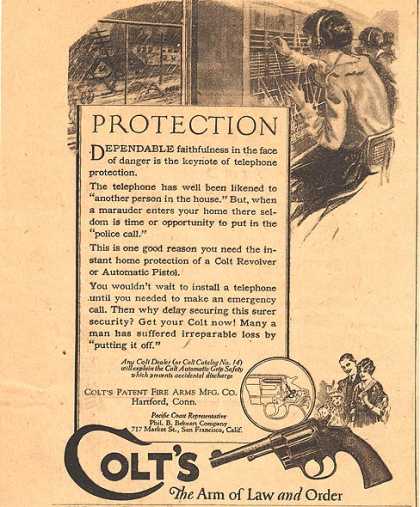 PROTECTION
DEPENDABLE faithfulness in the face
of danger is the keynote of telephone
protection.
The telephone has well been likened to
"another person in the house." But, when
a marauder enters your home there sel-
dom is time or opportunity to put in the
"police call."
This is one good reason you need the in-
stant home protection of a Colt Revolver
or Automatic Pistol.
You wouldn't wait to install a telephone
until you needed to make an emergency
call. Then why delay securing this surer
security? Get your Colt now! Many a
man has suffered irreparable loss by
"putting it off."
Any Colt Dealer (or Colt Catalog No. 14)
will explain the Colt Automatic Grip Safety
which prevents accidental discharge
COLT'S PATENT FIRE ARMS MFG. CO.
Hartford, Conn.
Pacific Coast Representative
Phil. B. Bekeart Company
717 Market St., San Francisco, Calif.
COLT'S
The Arm of Law and Order